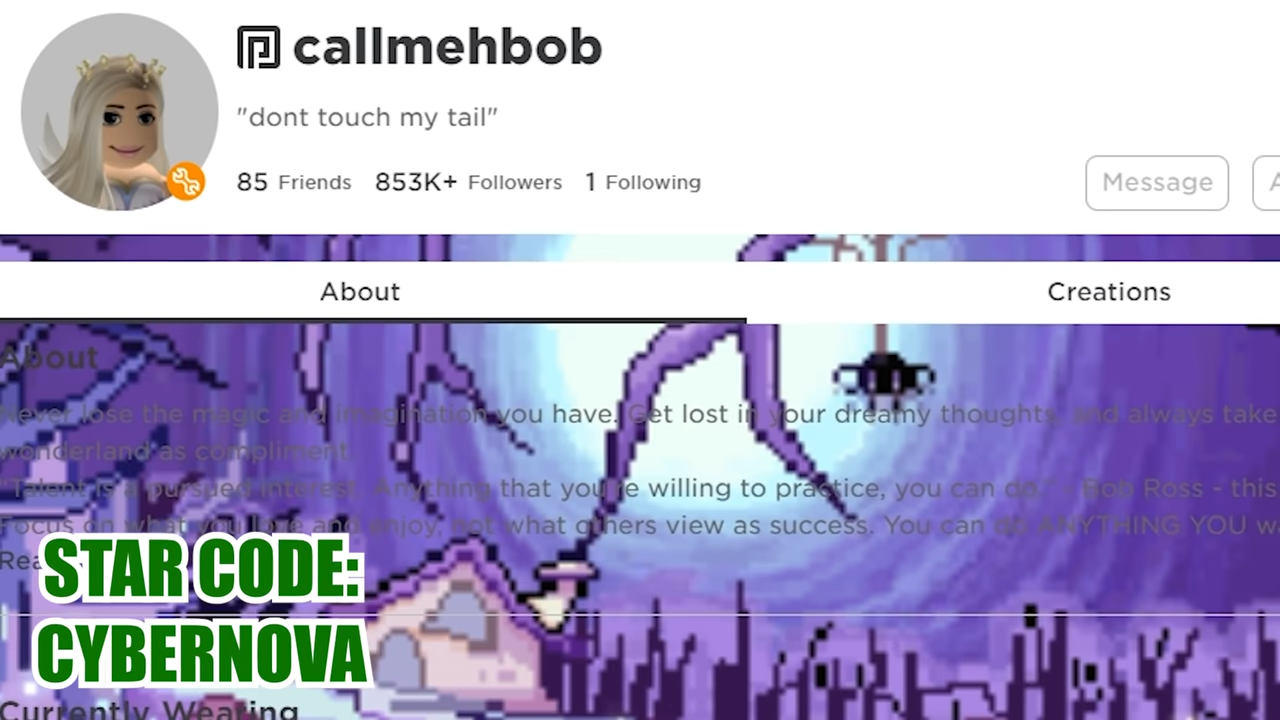 callmehbob
"dont touch my tail"
85 Friends 853K+ Followers 1 Following
Message
About Creations
About
Never lose the magic and imagination you have. Get lost in your dreamy thoughts, and always take
wonderland as compliment.
"Talent is a pursued interest. Anything that you're willing to practice, you can do." - Bob Ross - this
Focus on what you love and enjoy, not what others view as success. You can do ANYTHING YOU w
Rea
STAR CODE:
CYBERNOVA
Currently Wearing